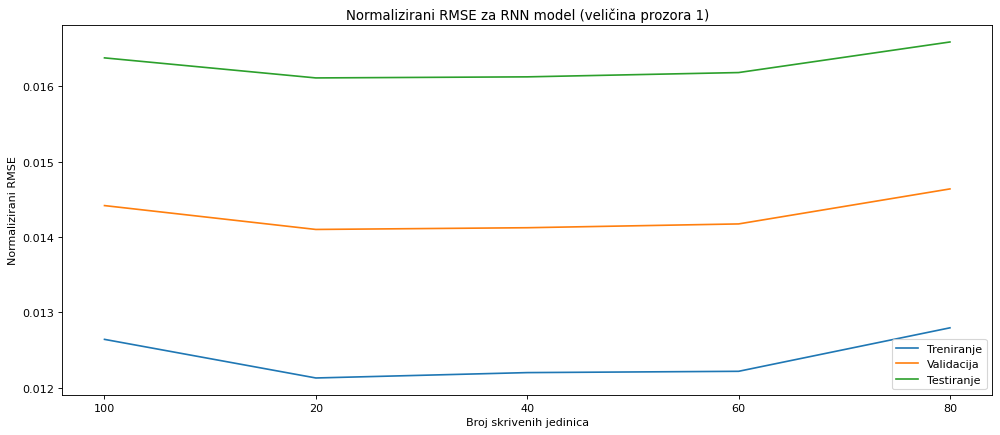 Normalizirani RMSE za RNN model (veličina prozora 1)
Normalizirani RMSE
0.016
0.015
0.014
0.013
0.012
100 20 40 60 80
Broj skrivenih jedinica
Treniranje
Validacija
Testiranje